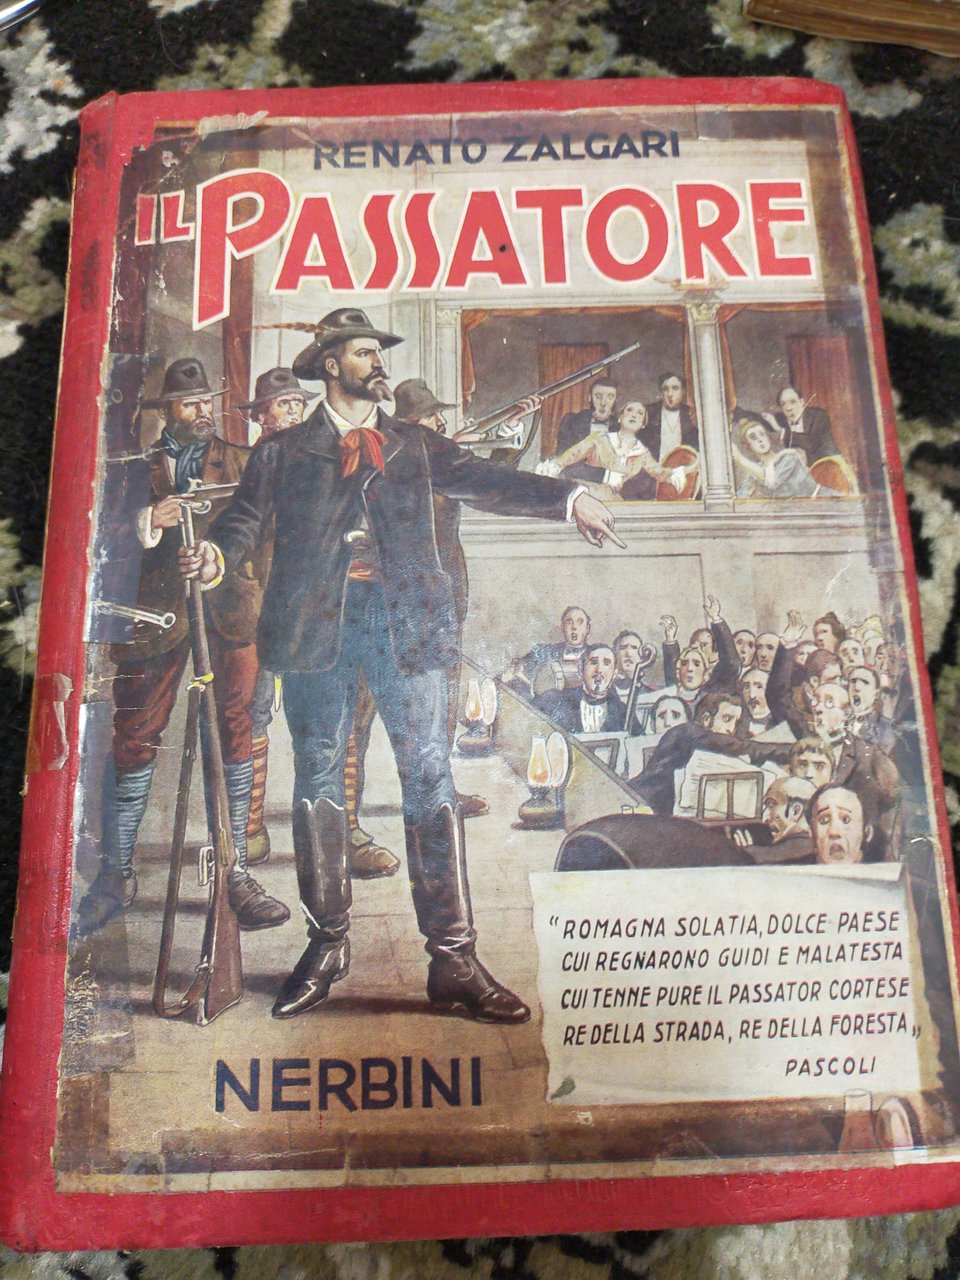 RENATO ZALGARI
IL PASSATORE
"ROMAGNA SOLATIA, DOLCE PAESE
CUI REGNARONO GUIDI E MALATESTA
CUI TENNE PURE IL PASSATOR CORTESE
RE DELLA STRADA, RE DELLA FORESTA„
PASCOLI
NERBINI